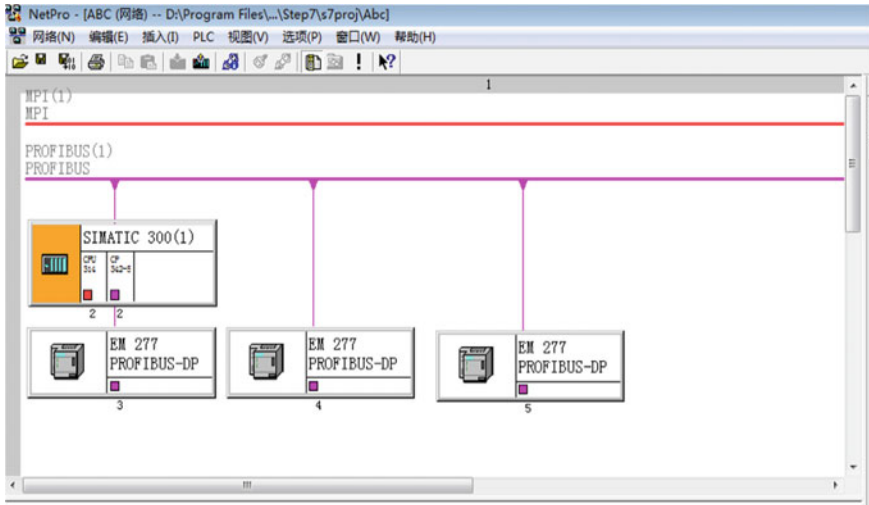 NetPro - [ABC (网络) -- D:\Program Files\...\Step7\s7proj\Abc]
网络(N) 编辑(E) 插入(I) PLC 视图(V) 选项(P) 窗口(W) 帮助(H)
1
MPI(1)
MPI
PROFIBUS(1)
PROFIBUS
SIMATIC 300(1)
CPU CP
314 342-5
2 2
EM 277
PROFIBUS-DP
3
EM 277
PROFIBUS-DP
4
EM 277
PROFIBUS-DP
5